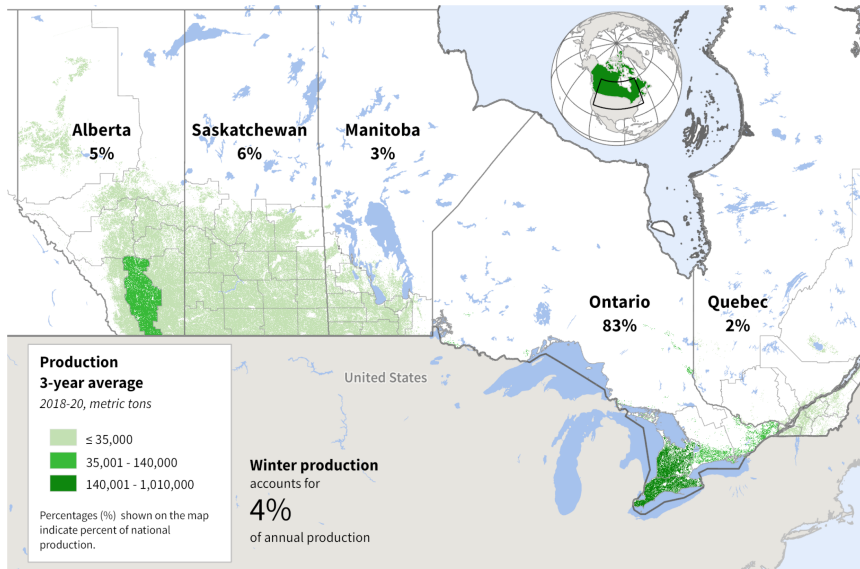 Alberta
5%
Saskatchewan
6%
Manitoba
3%
Ontario
83%
Quebec
2%
United States
Production
3-year average
2018-20, metric tons
≤ 35,000
35,001 - 140,000
140,001 - 1,010,000
Percentages (%) shown on the map
indicate percent of national
production.
Winter production
accounts for
4%
of annual production